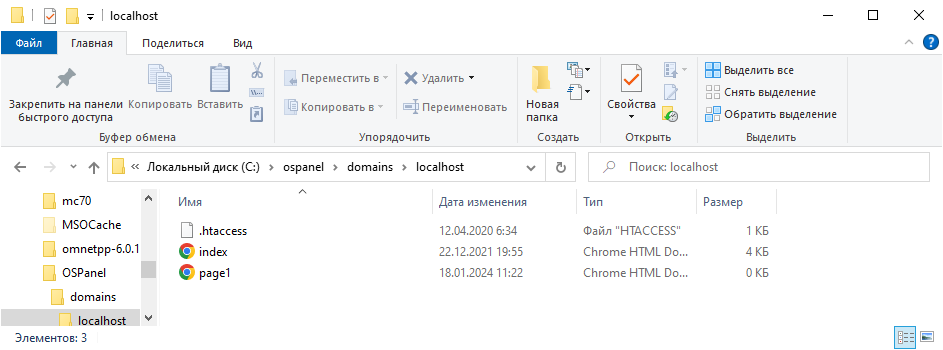 localhost
Файл Главная Поделиться Вид
Закрепить на панели быстрого доступа
Копировать
Вставить
Переместить в
Копировать в
Удалить
Переименовать
Новая папка
Свойства
Выделить все
Снять выделение
Обратить выделение
Буфер обмена Упорядочить Создать Открыть Выделить
« Локальный диск (C:) > ospanel > domains > localhost
Поиск: localhost
mc70
MSOCache
omnetpp-6.0.1
OSPanel
domains
localhost
Имя Дата изменения Тип Размер
.htaccess 12.04.2020 6:34 Файл "HTACCESS" 1 КБ
index 22.12.2021 19:55 Chrome HTML Do... 4 КБ
page1 18.01.2024 11:22 Chrome HTML Do... 0 КБ
Элементов: 3